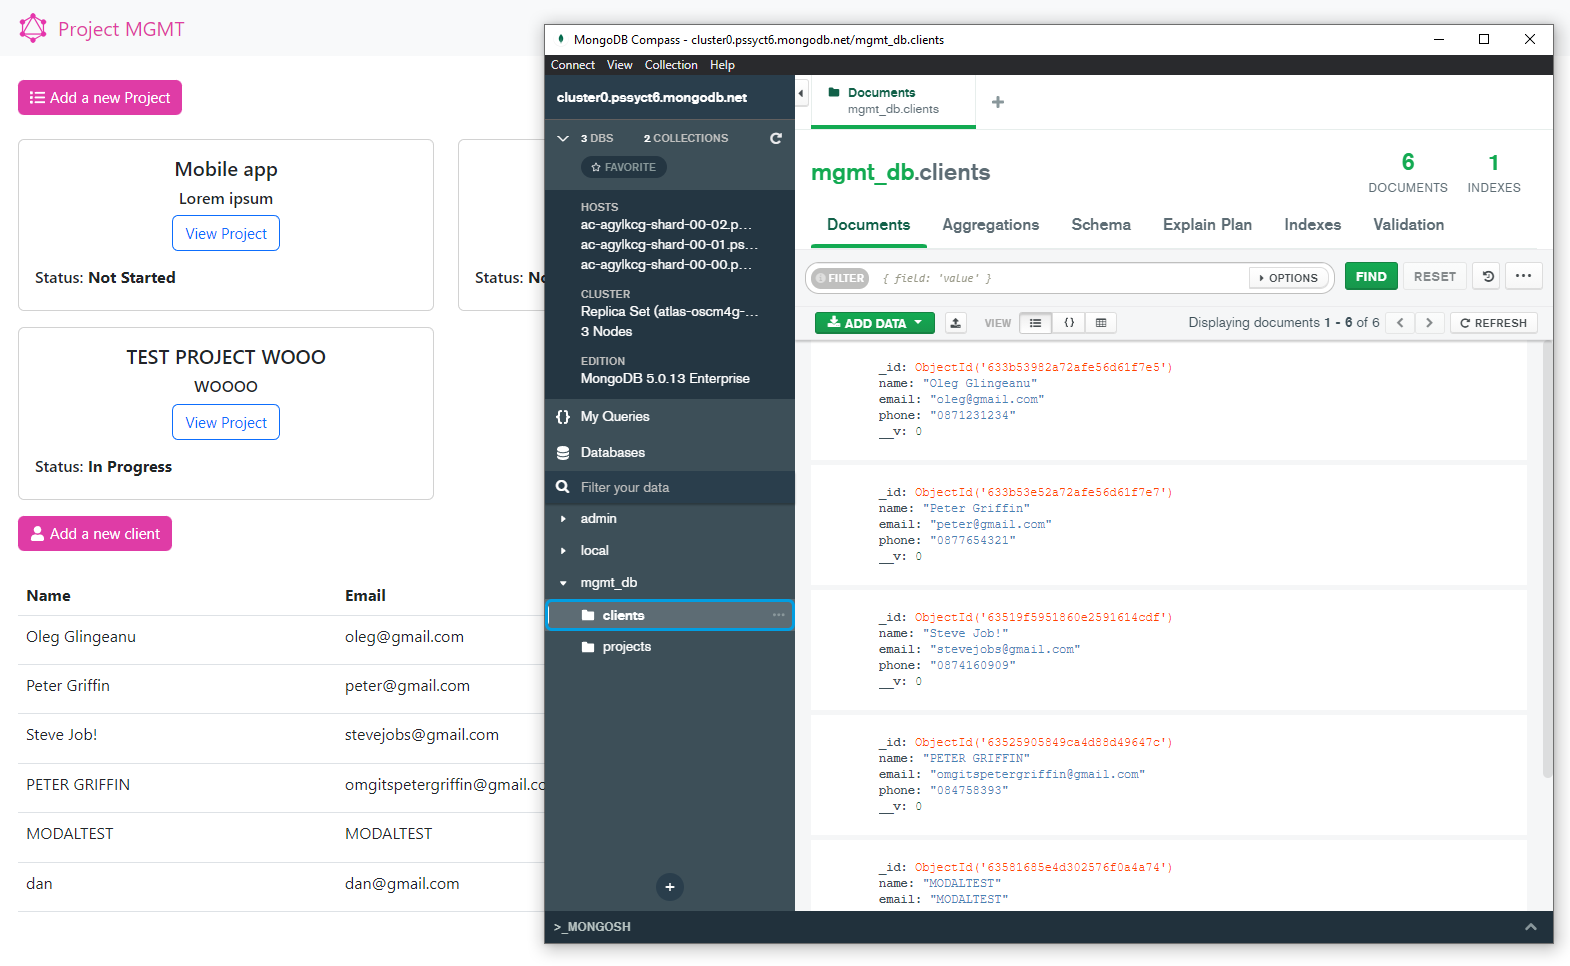 Project MGMT
Add a new Project
Mobile app
Lorem ipsum
View Project
Status: Not Started
Status:
TEST PROJECT WOOO
WOOOO
View Project
Status: In Progress
Add a new client
Name Email
Oleg Glingeanu oleg@gmail.com
Peter Griffin peter@gmail.com
Steve Job! stevejobs@gmail.com
PETER GRIFFIN omgitspetergriffin@gmail.co
MODALTEST MODALTEST
dan dan@gmail.com
MongoDB Compass - cluster0.pssyct6.mongodb.net/mgmt_db.clients
Connect View Collection Help
cluster0.pssyct6.mongodb.net
3 DBS 2 COLLECTIONS
FAVORITE
HOSTS
ac-agylkcg-shard-00-02.p...
ac-agylkcg-shard-00-01.ps...
ac-agylkcg-shard-00-00.p...
CLUSTER
Replica Set (atlas-oscm4g-...
3 Nodes
EDITION
MongoDB 5.0.13 Enterprise
{} My Queries
Databases
Filter your data
admin
local
mgmt_db
clients ...
projects
+
Documents
mgmt_db.clients
+
mgmt_db.clients
6 DOCUMENTS
1 INDEXES
Documents Aggregations Schema Explain Plan Indexes Validation
FILTER { field: 'value' } OPTIONS FIND RESET ...
ADD DATA VIEW {} Displaying documents 1 - 6 of 6 < > REFRESH
_id: ObjectId('633b53982a72afe56d61f7e5')
name: "Oleg Glingeanu"
email: "oleg@gmail.com"
phone: "0871231234"
__v: 0
_id: ObjectId('633b53e52a72afe56d61f7e7')
name: "Peter Griffin"
email: "peter@gmail.com"
phone: "0877654321"
__v: 0
_id: ObjectId('63519f5951860e2591614cdf')
name: "Steve Job!"
email: "stevejobs@gmail.com"
phone: "0874160909"
__v: 0
_id: ObjectId('63525905849ca4d88d49647c')
name: "PETER GRIFFIN"
email: "omgitspetergriffin@gmail.com"
phone: "084758393"
__v: 0
_id: ObjectId('63581685e4d302576f0a4a74')
name: "MODALTEST"
email: "MODALTEST"
>_MONGOSH